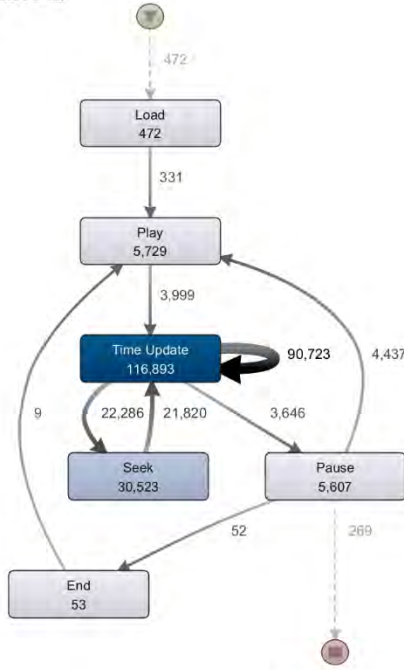 472
Load
472
331
Play
5,729
3,999
Time Update
116,893
90,723
4,437
9
22,286
21,820
3,646
Seek
30,523
Pause
5,607
52
269
End
53